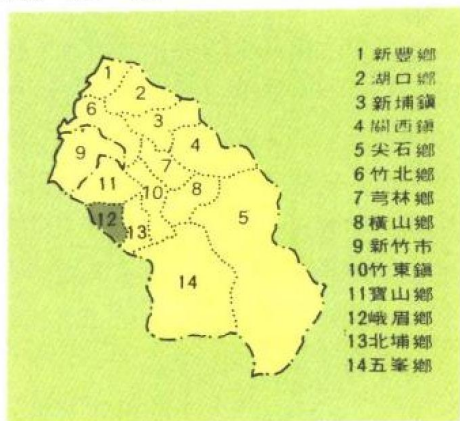 1 新豐鄉
2 湖口鄉
3 新埔鎮
4 關西鎮
5 尖石鄉
6 竹北鄉
7 芎林鄉
8 橫山鄉
9 新竹市
10 竹東鎮
11 寶山鄉
12 峨眉鄉
13 北埔鄉
14 五峯鄉
1
2
3
4
5
6
7
8
9
10
11
12
13
14